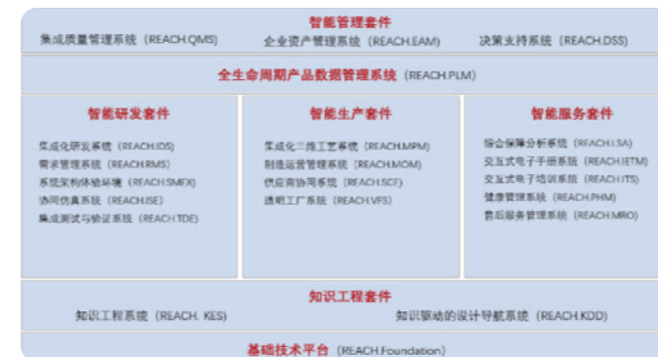 智能管理套件
集成质量管理系统（REACH.QMS） 企业资产管理系统（REACH.EAM） 决策支持系统（REACH.DSS）
全生命周期产品数据管理系统（REACH.PLM）
智能研发套件
集成化研发系统（REACH.IDS）
需求管理系统（REACH.RMS）
系统架构体验环境（REACH.SMEX）
协同仿真系统（REACH.ISE）
集成测试与验证系统（REACH.TDE）
智能生产套件
集成化三维工艺系统（REACH.MPM）
制造运营管理系统（REACH.MOM）
供应商协同系统（REACH.SCE）
透明工厂系统（REACH.VFS）
智能服务套件
综合保障分析系统（REACH.LSA）
交互式电子手册系统（REACH.IETM）
交互式电子培训系统（REACH.ITS）
健康管理系统（REACH.PHM）
售后服务管理系统（REACH.MRO）
知识工程套件
知识工程系统（REACH. KES） 知识驱动的设计导航系统（REACH.KDD）
基础技术平台（REACH.Foundation）